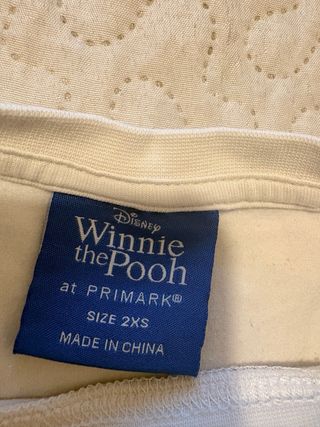 Disney
Winnie
the Pooh
at PRIMARK®
SIZE 2XS
MADE IN CHINA